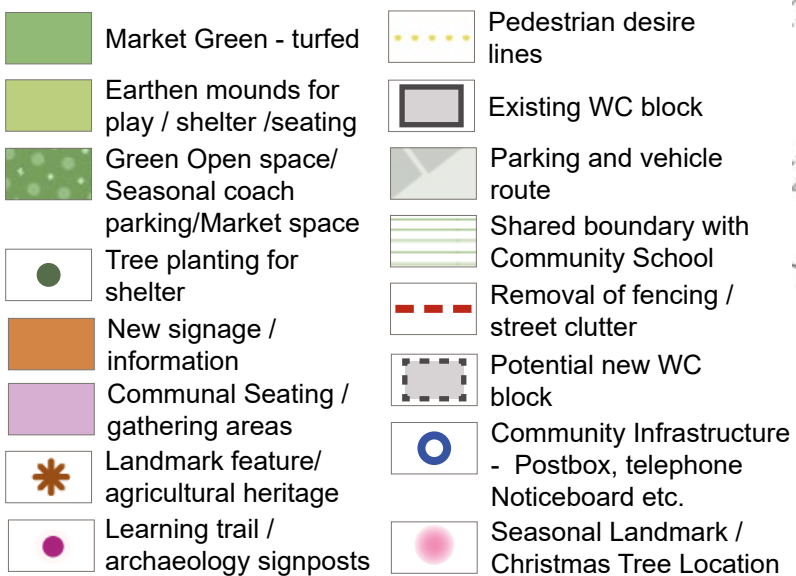 Market Green - turfed
Earthen mounds for
play / shelter /seating
Green Open space/
Seasonal coach
parking/Market space
Tree planting for
shelter
New signage /
information
Communal Seating /
gathering areas
Landmark feature/
agricultural heritage
Learning trail /
archaeology signposts
Pedestrian desire
lines
Existing WC block
Parking and vehicle
route
Shared boundary with
Community School
Removal of fencing /
street clutter
Potential new WC
block
Community Infrastructure
- Postbox, telephone
Noticeboard etc.
Seasonal Landmark /
Christmas Tree Location